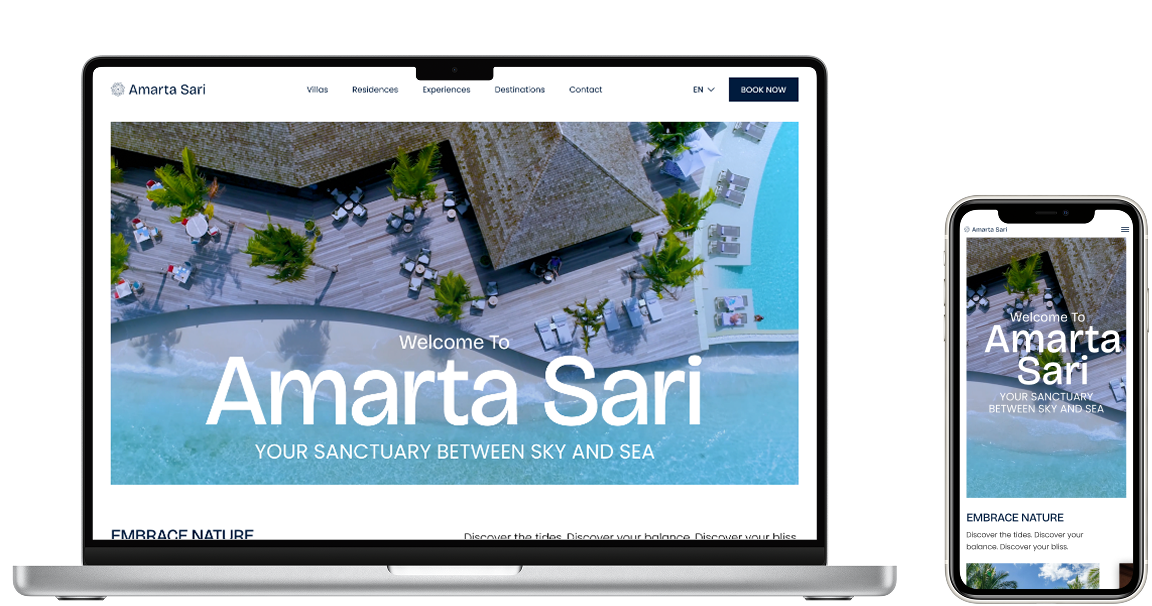 Amarta Sari
Villas Residences Experiences Destinations Contact
EN
BOOK NOW
Welcome To
Amarta Sari
YOUR SANCTUARY BETWEEN SKY AND SEA
EMBRACE NATURE
Discover the tides. Discover your balance. Discover your bliss.
Amarta Sari
Welcome To
Amarta
Sari
YOUR SANCTUARY
BETWEEN SKY AND SEA
EMBRACE NATURE
Discover the tides. Discover your
balance. Discover your bliss.